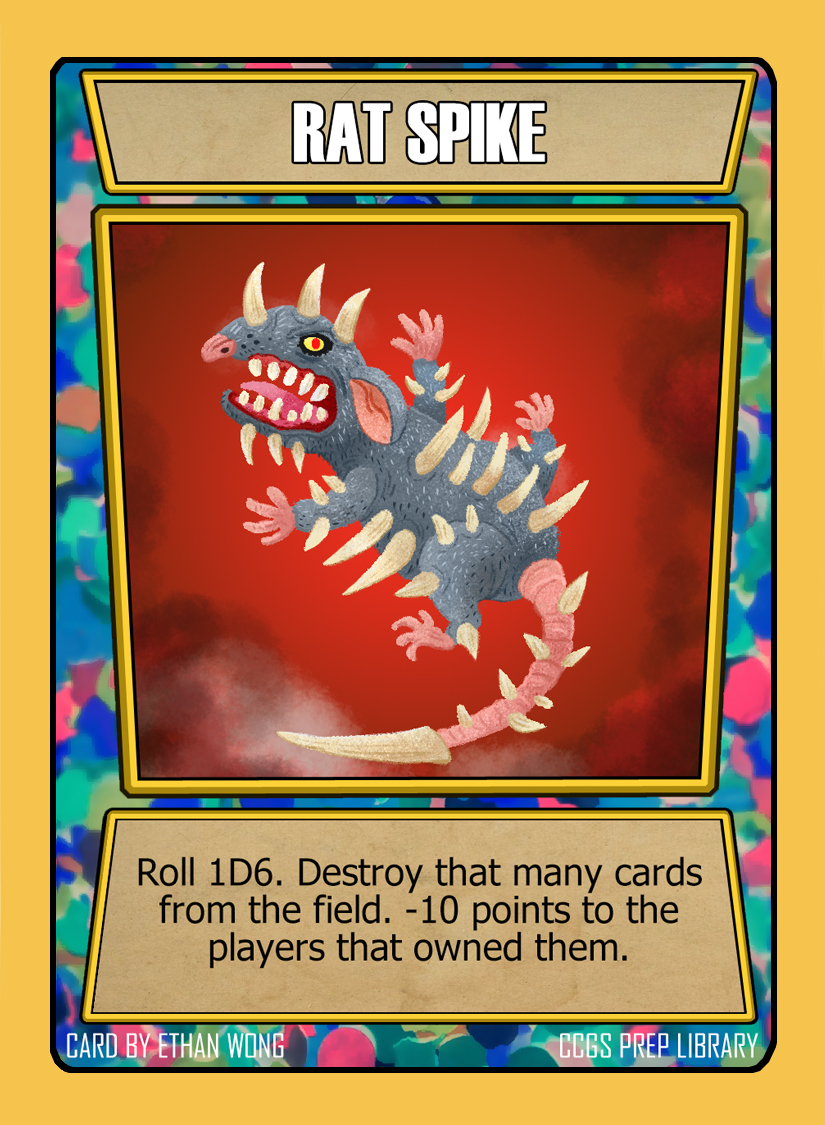 RAT SPIKE
Roll 1D6. Destroy that many cards
from the field. -10 points to the
players that owned them.
CARD BY ETHAN WONG
CCGS PREP LIBRARY